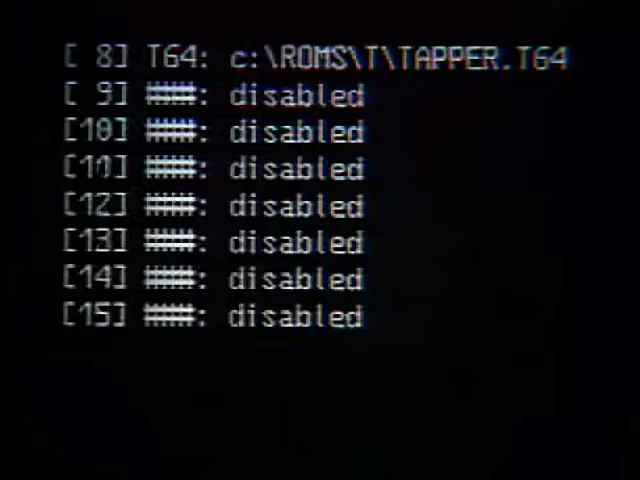 [ 8] T64: c:\ROMS\T\TAPPER.T64
[ 9] ###: disabled
[10] ###: disabled
[11] ###: disabled
[12] ###: disabled
[13] ###: disabled
[14] ###: disabled
[15] ###: disabled